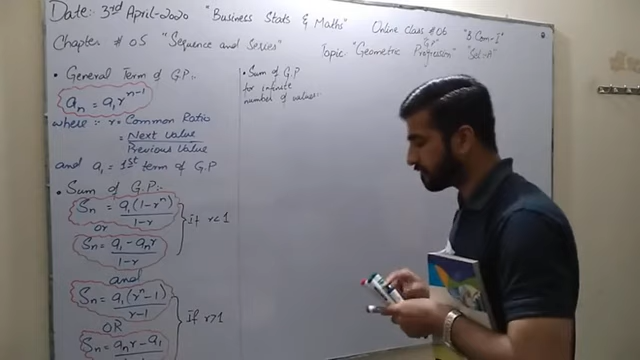 Date: 3rd April-2020 "Business Stats & Maths" Online class # 06 "B Com-I"
Chapter # 05 "Sequence and Series" Topic: "Geometric Progression" "G.P" "Sec-A"
• General Term of G.P:-
aₙ = a₁rⁿ⁻¹
where :- r = Common Ratio
= Next Value / Previous Value
and a₁ = 1st term of G.P
• Sum of G.P:-
Sₙ = a₁(1-rⁿ) / 1-r
or
Sₙ = a₁-aₙr / 1-r
If r<1
and
Sₙ = a₁(rⁿ-1) / r-1
OR
Sₙ = aₙr-a₁
If r>1
• Sum of G.P
for infinite
number of values:-